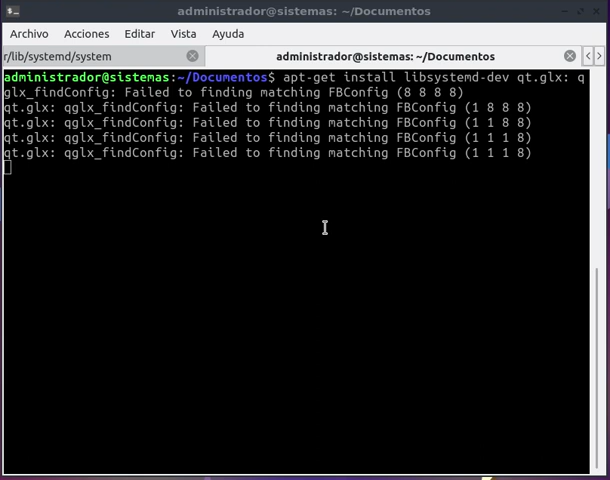 administrador@sistemas: ~/Documentos
Archivo Acciones Editar Vista Ayuda
r/lib/systemd/system administrador@sistemas: ~/Documentos
administrador@sistemas:~/Documentos$ apt-get install libsystemd-dev qt.glx: q
glx_findConfig: Failed to finding matching FBConfig (8 8 8 8)
qt.glx: qglx_findConfig: Failed to finding matching FBConfig (1 8 8 8)
qt.glx: qglx_findConfig: Failed to finding matching FBConfig (1 1 8 8)
qt.glx: qglx_findConfig: Failed to finding matching FBConfig (1 1 1 8)
qt.glx: qglx_findConfig: Failed to finding matching FBConfig (1 1 1 8)